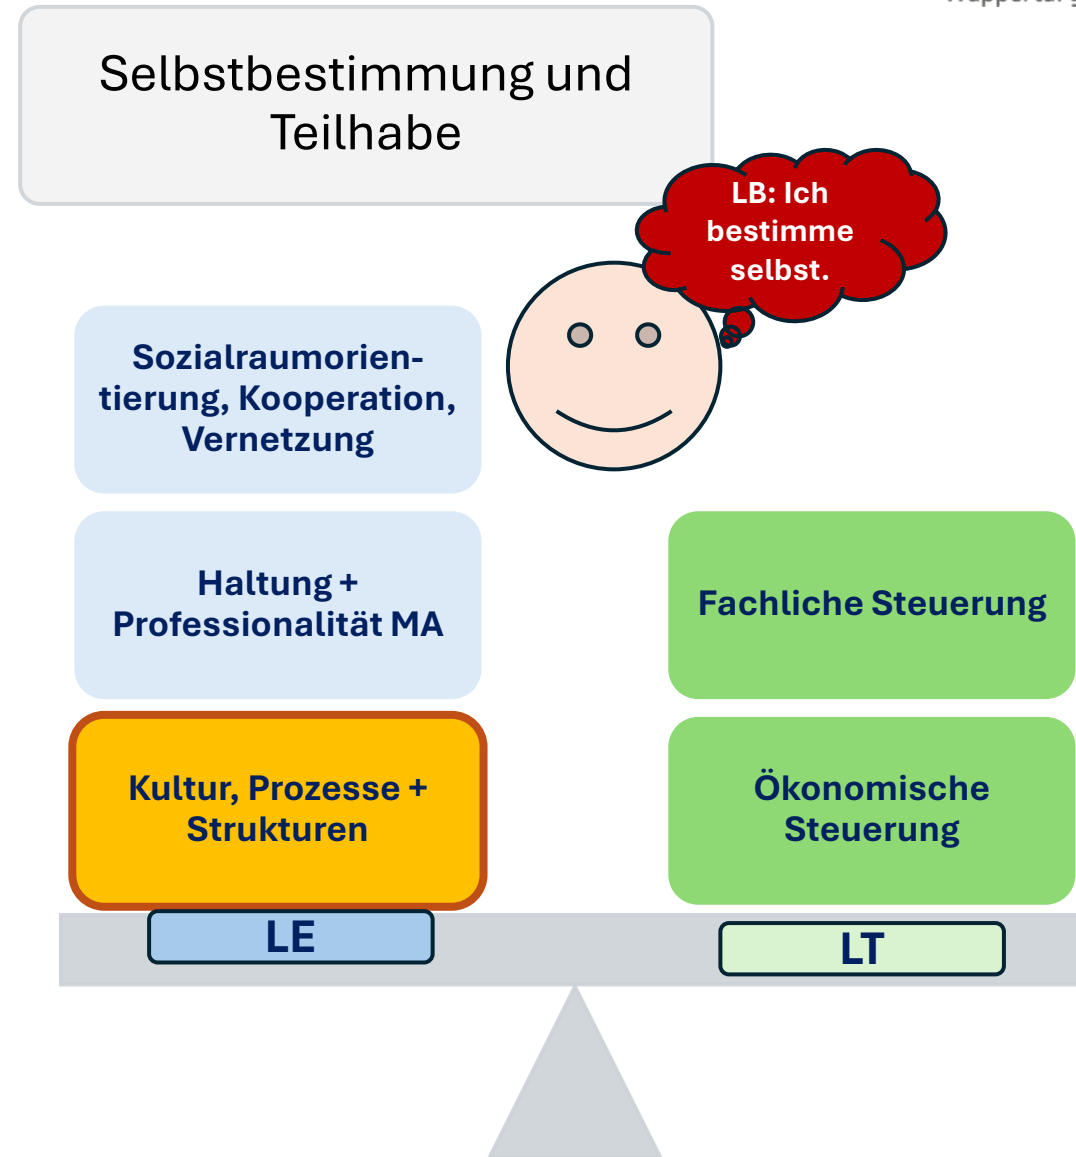 Selbstbestimmung und
Teilhabe
LB: Ich
bestimme
selbst.
Sozialraumorien-
tierung, Kooperation,
Vernetzung
Haltung +
Professionalität MA
Fachliche Steuerung
Kultur, Prozesse +
Strukturen
Ökonomische
Steuerung
LE
LT